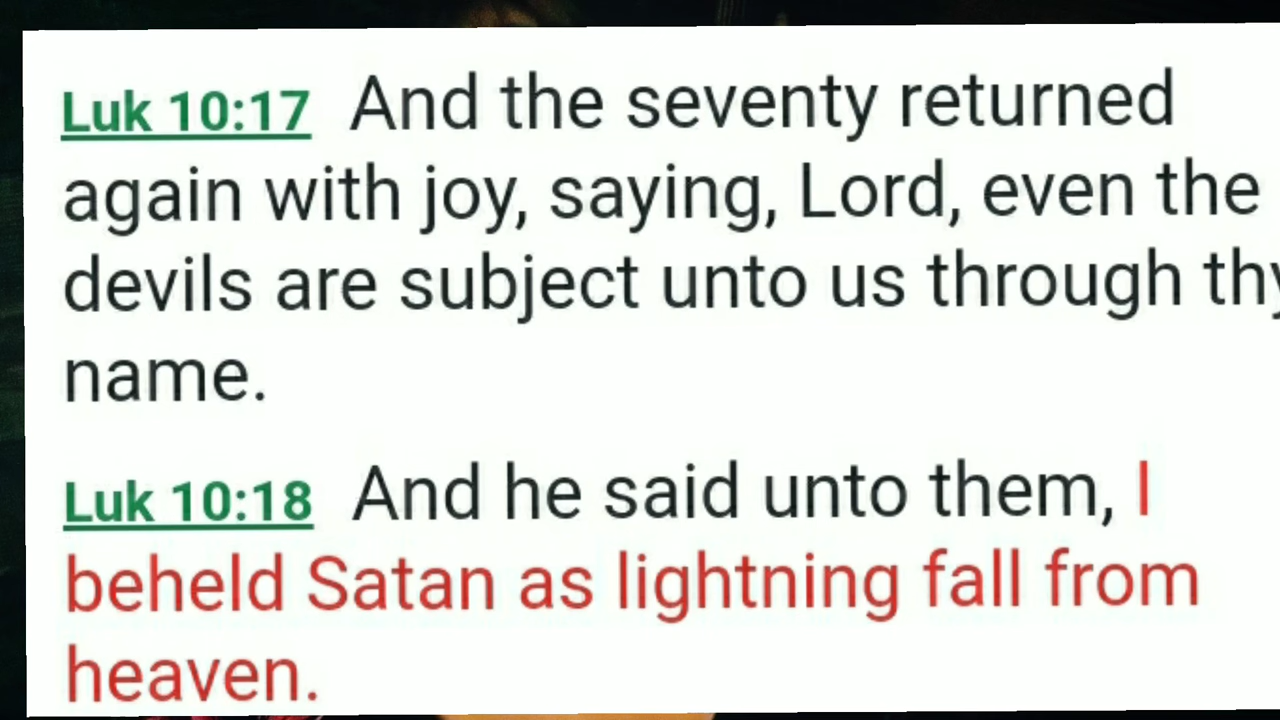 Luk 10:17 And the seventy returned
again with joy, saying, Lord, even the
devils are subject unto us through thy
name.
Luk 10:18 And he said unto them, I
beheld Satan as lightning fall from
heaven.